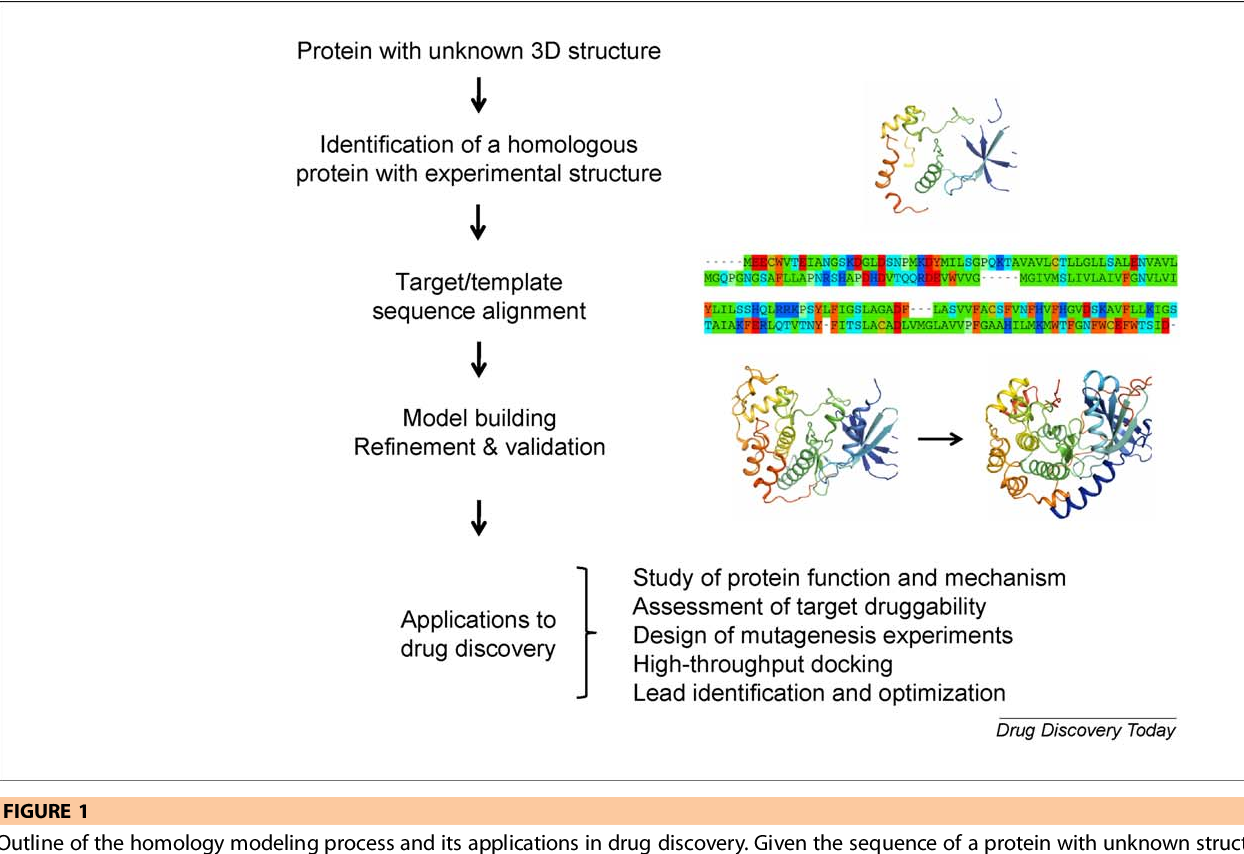 Protein with unknown 3D structure
Identification of a homologous
protein with experimental structure
Target/template
sequence alignment
-----MEECWVTEIANGSKDGLDSNPMKDYMILSGPQKTAVAVLCTLLGLLSALENVAVL
MGQPGNGSAFLLAPNRSHAPDHDVTQQRDEVWVVG-----MGIVMSLIVLAIVFGNVLVI
YLILSSHQLRRKPSYLFIGSLAGADF---LASVVFACSFVNFHVFHGVDSKAVFLLKIGS
TAIAKFERLQTVTNY-FITSLACADLVMGLAVVPFGAAHILMKMWTFGNFWCEFWTSID-
Model building
Refinement & validation
Applications to
drug discovery
Study of protein function and mechanism
Assessment of target druggability
Design of mutagenesis experiments
High-throughput docking
Lead identification and optimization
Drug Discovery Today
FIGURE 1
Outline of the homology modeling process and its applications in drug discovery. Given the sequence of a protein with unknown struct